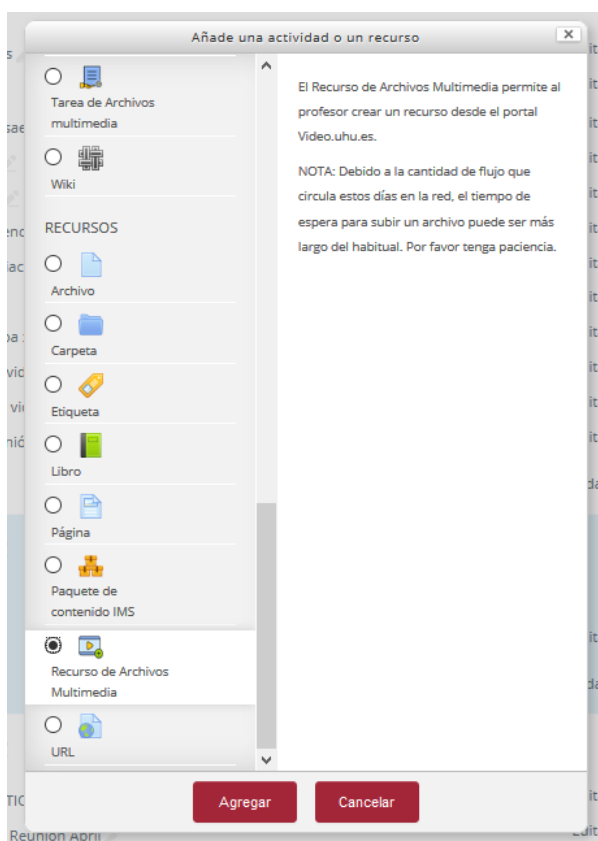 Añade una actividad o un recurso
Tarea de Archivos
multimedia
Wiki
RECURSOS
Archivo
Carpeta
Etiqueta
Libro
Página
Paquete de
contenido IMS
Recurso de Archivos
Multimedia
URL
El Recurso de Archivos Multimedia permite al
profesor crear un recurso desde el portal
Video.uhu.es.
NOTA: Debido a la cantidad de flujo que
circula estos días en la red, el tiempo de
espera para subir un archivo puede ser más
largo del habitual. Por favor tenga paciencia.
Agregar
Cancelar
Reunión Abril